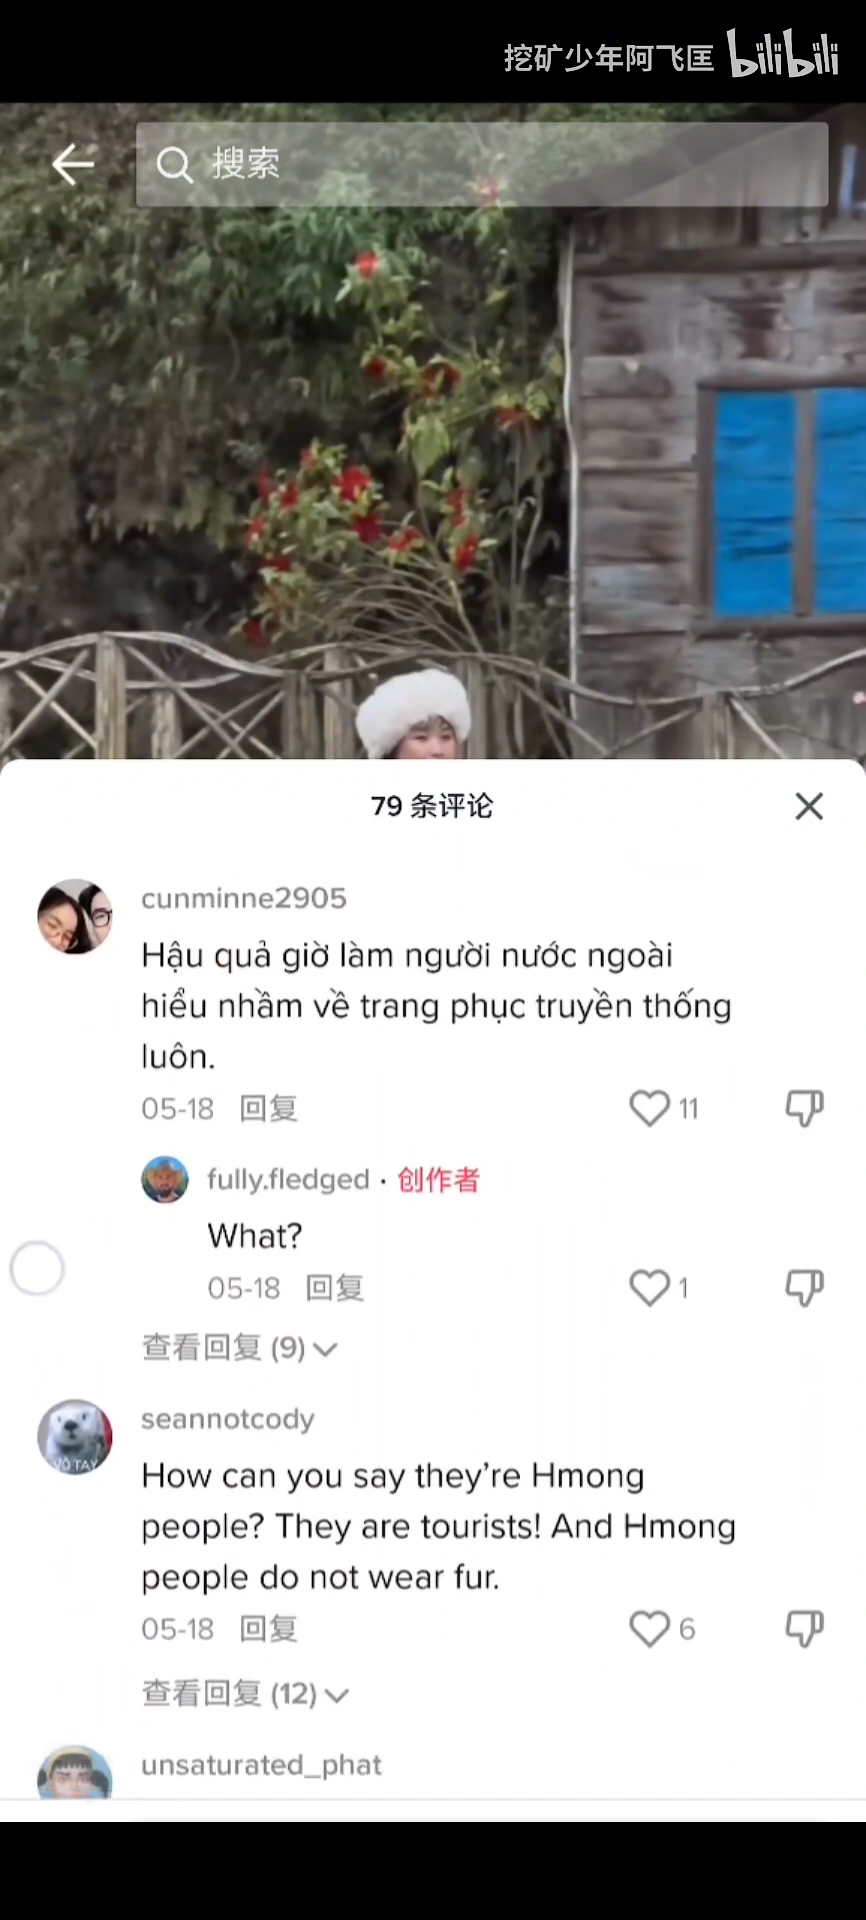 挖矿少年阿飞匡 bilibili
搜索
79 条评论
cunminne2905
Hậu quả giờ làm người nước ngoài
hiểu nhầm về trang phục truyền thống
luôn.
05-18 回复 11
fully.fledged · 创作者
What?
05-18 回复 1
查看回复 (9)
seannotcody
VÔ TAY
How can you say they’re Hmong
people? They are tourists! And Hmong
people do not wear fur.
05-18 回复 6
查看回复 (12)
unsaturated_phat